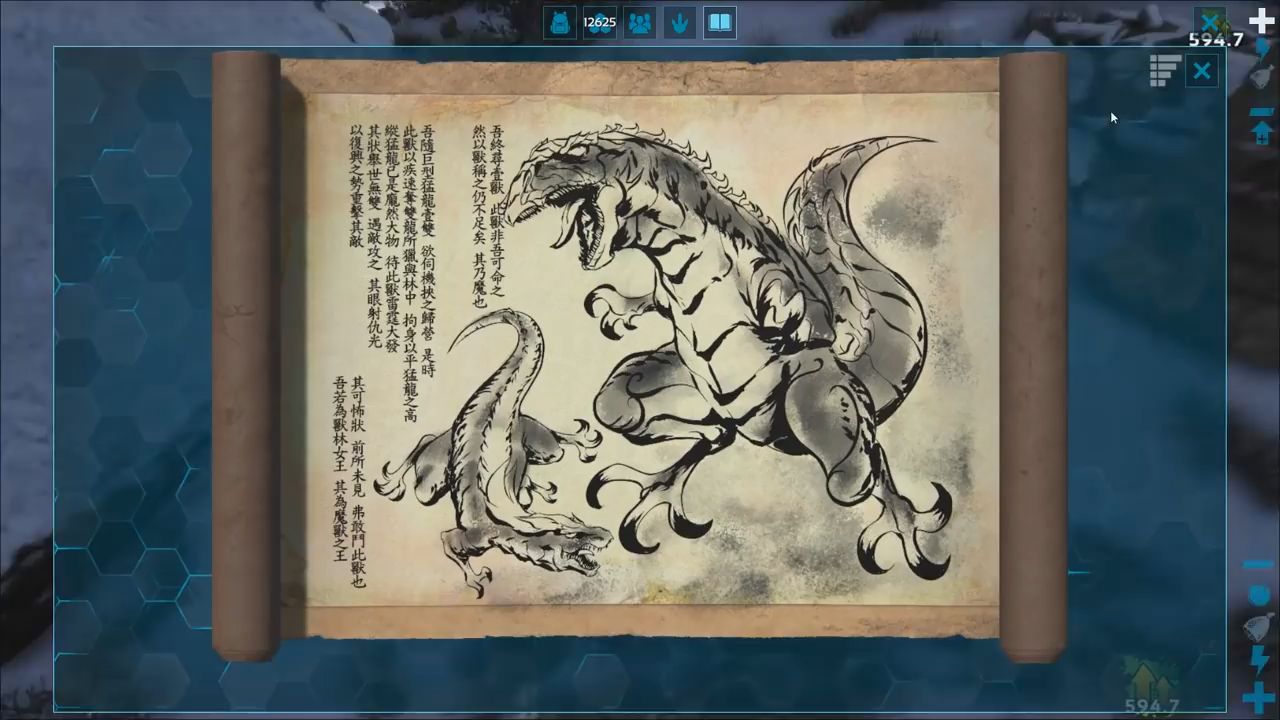 12625
594.7
吾終尋壹獸 此獸非吾可命之
然以獸稱之仍不足矣 其乃魔也
吾隨巨型猛龍壹雙 欲伺機挾之歸營 是時
此獸以疾速奪雙龍所獵與林中 拘身以平猛龍之高
縱猛龍已是龐然大物 待此獸雷霆大發
其狀舉世無雙 遇敵攻之 其眼射仇光
以復興之勢重擊其敵
其可怖狀 前所未見 弗敢鬥此獸也
吾若為獸林女王 其為魔獸之王
594.7